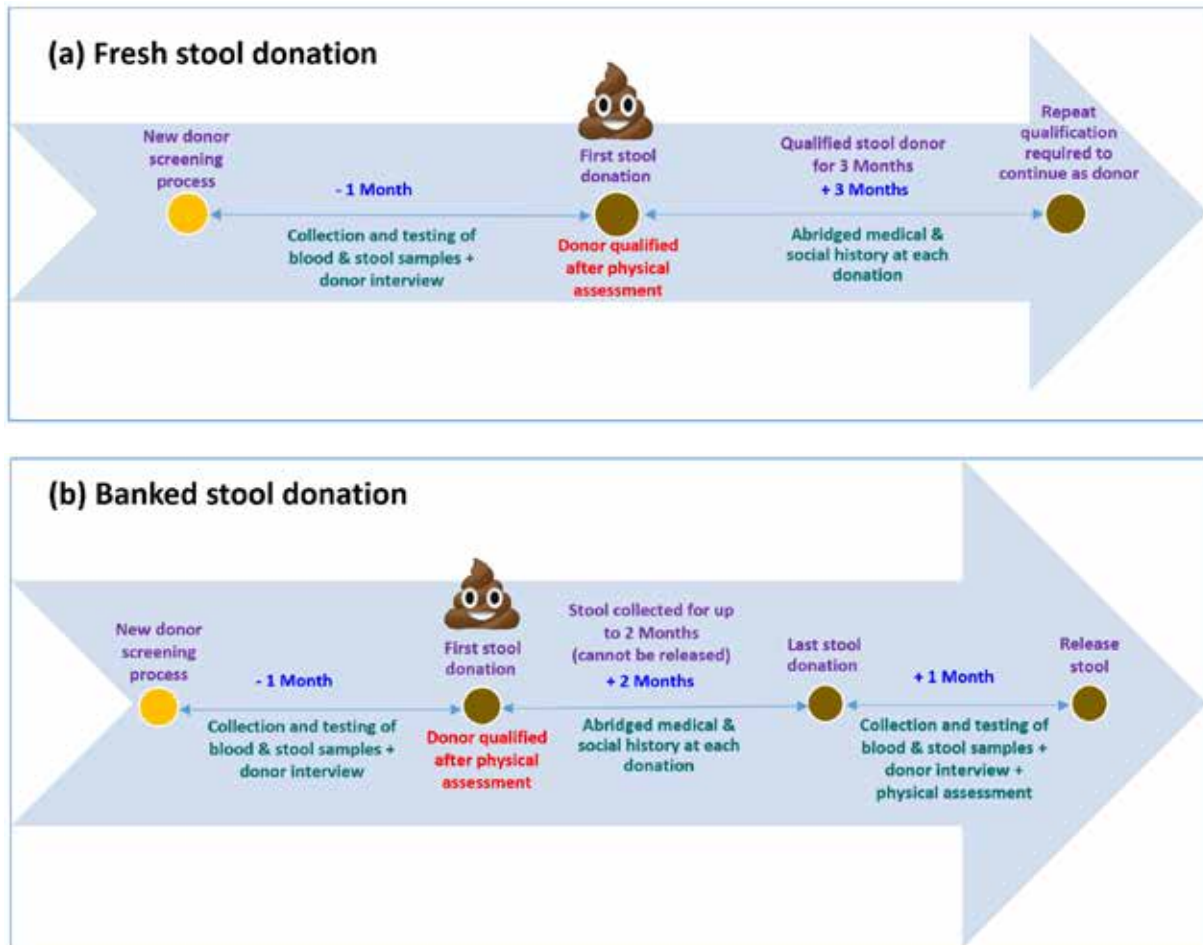 (a) Fresh stool donation
New donor
screening
process
- 1 Month
Collection and testing of
blood & stool samples +
donor interview
First stool
donation
Donor qualified
after physical
assessment
Qualified stool donor
for 3 Months
+ 3 Months
Abridged medical &
social history at each
donation
Repeat
qualification
required to
continue as donor
(b) Banked stool donation
New donor
screening
process
- 1 Month
Collection and testing of
blood & stool samples +
donor interview
First stool
donation
Donor qualified
after physical
assessment
Stool collected for up
to 2 Months
(cannot be released)
+ 2 Months
Abridged medical &
social history at each
donation
Last stool
donation
+ 1 Month
Collection and testing of
blood & stool samples +
donor interview +
physical assessment
Release
stool